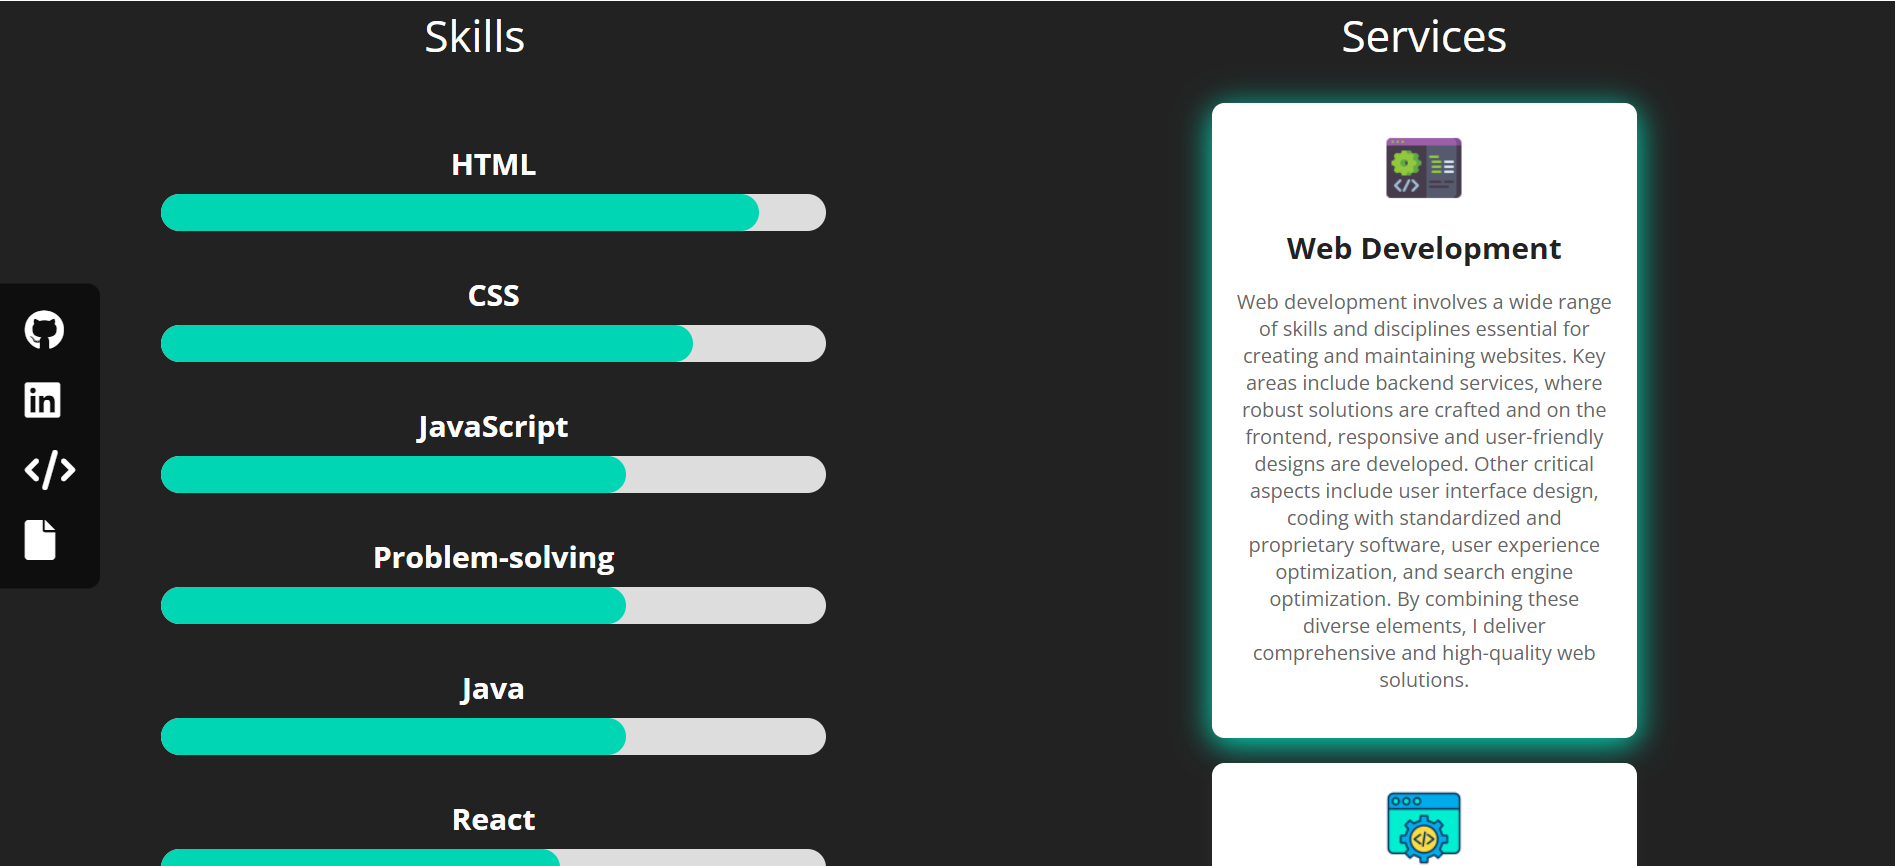 Skills
HTML
CSS
JavaScript
Problem-solving
Java
React
in
</>
Services
Web Development
Web development involves a wide range
of skills and disciplines essential for
creating and maintaining websites. Key
areas include backend services, where
robust solutions are crafted and on the
frontend, responsive and user-friendly
designs are developed. Other critical
aspects include user interface design,
coding with standardized and
proprietary software, user experience
optimization, and search engine
optimization. By combining these
diverse elements, I deliver
comprehensive and high-quality web
solutions.